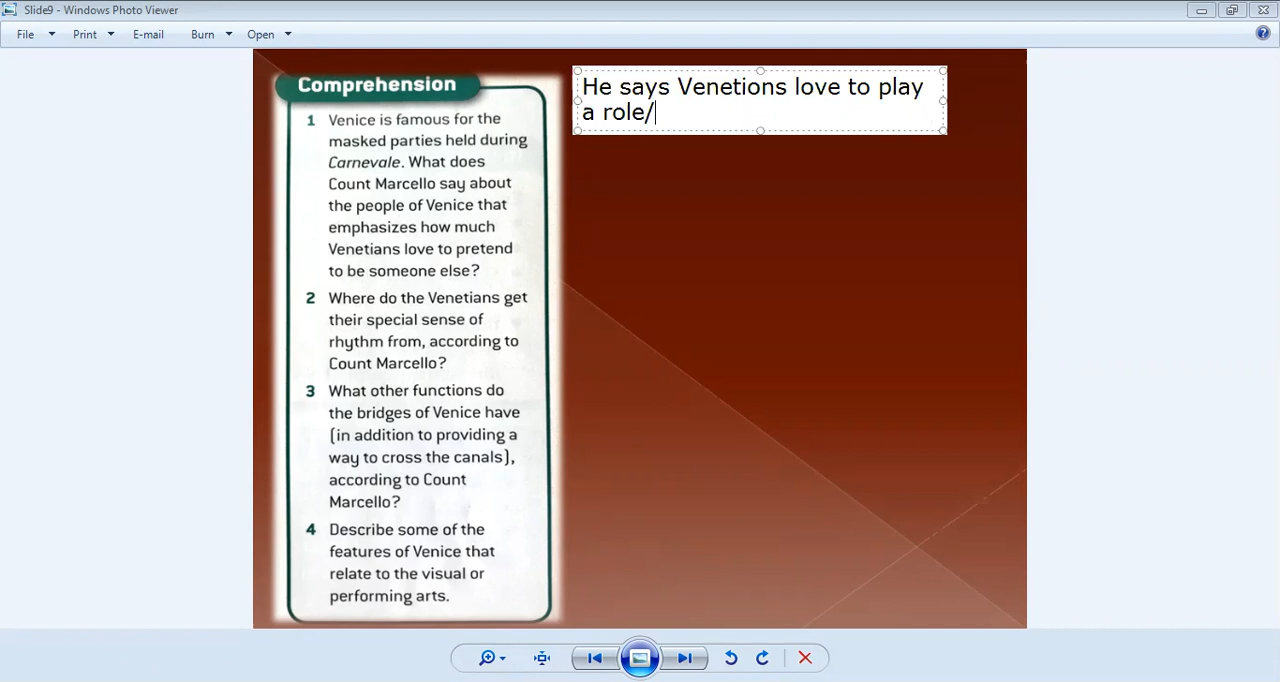 Slide9 - Windows Photo Viewer
File Print E-mail Burn Open
Comprehension
He says Venetions love to play
a role/
1 Venice is famous for the
masked parties held during
Carnevale. What does
Count Marcello say about
the people of Venice that
emphasizes how much
Venetians love to pretend
to be someone else?
2 Where do the Venetians get
their special sense of
rhythm from, according to
Count Marcello?
3 What other functions do
the bridges of Venice have
(in addition to providing a
way to cross the canals),
according to Count
Marcello?
4 Describe some of the
features of Venice that
relate to the visual or
performing arts.